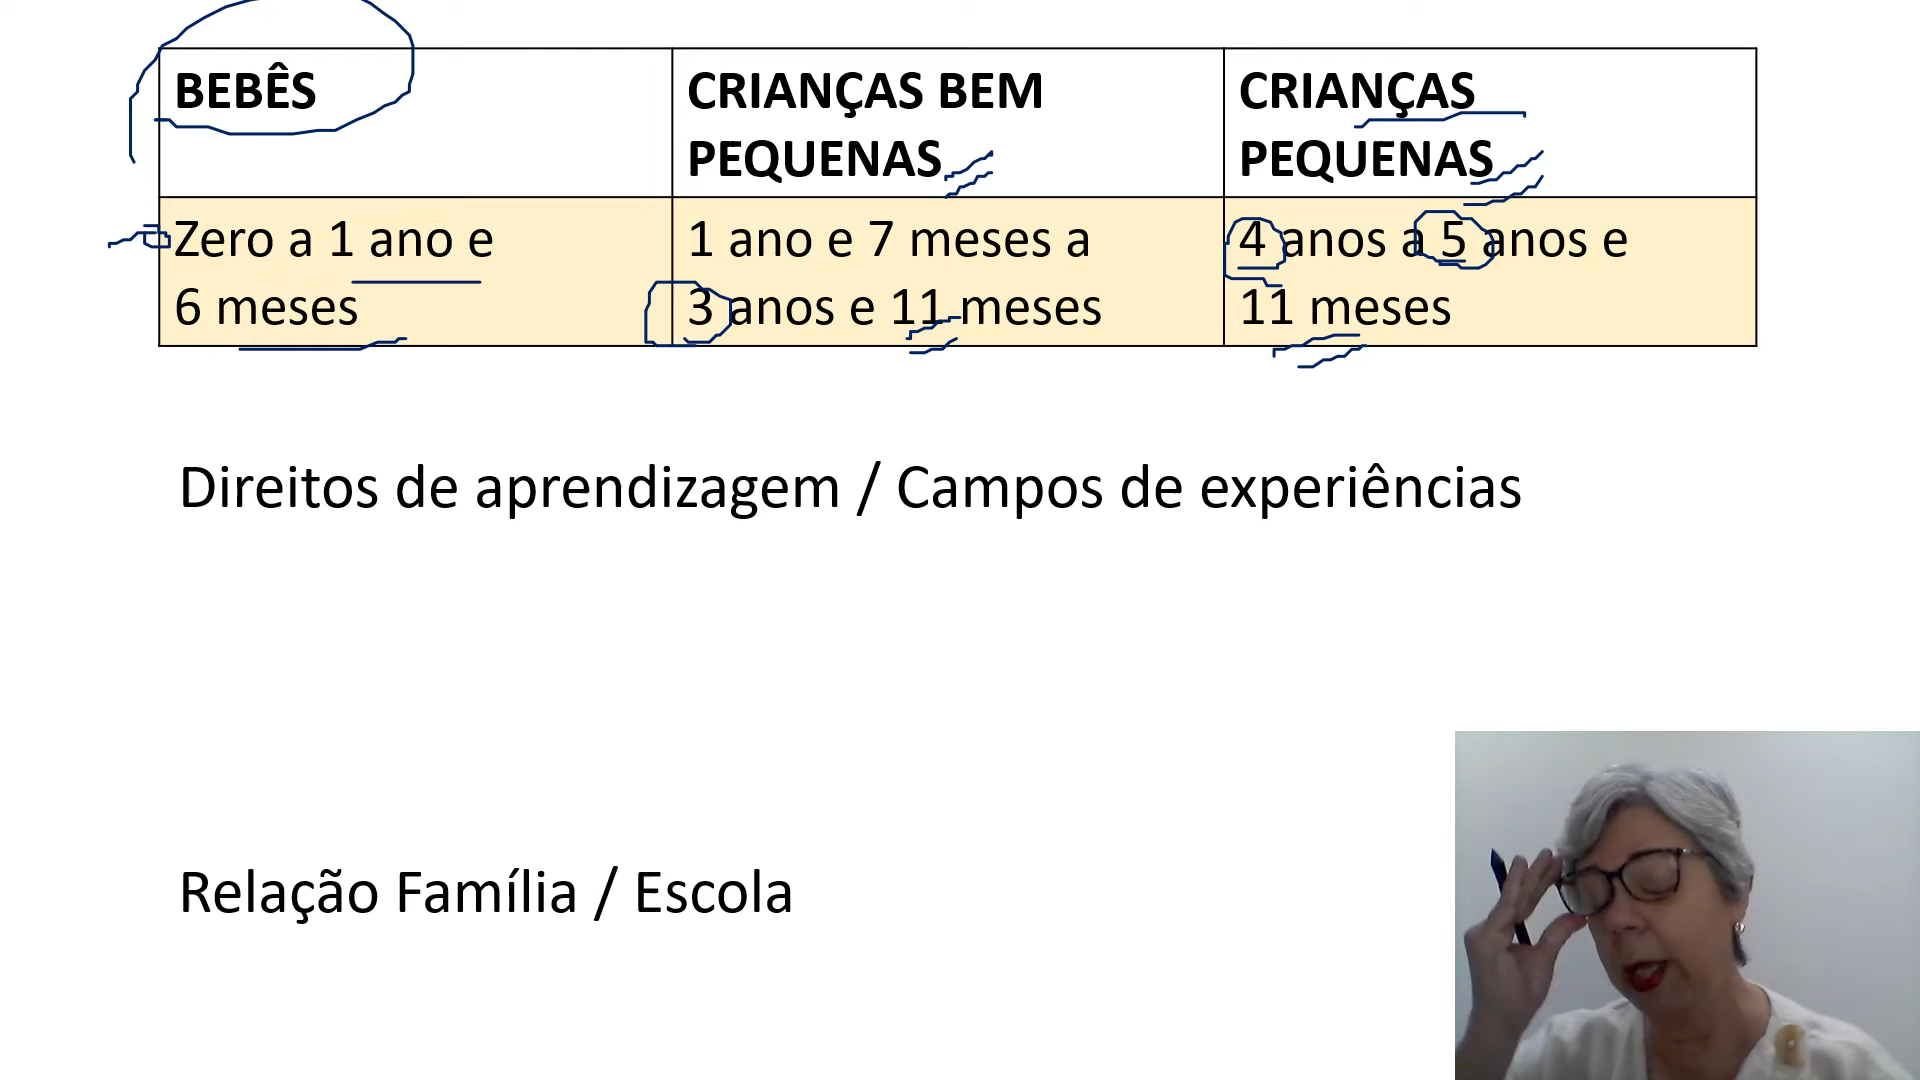 BEBÊS
CRIANÇAS BEM
PEQUENAS
CRIANÇAS
PEQUENAS
Zero a 1 ano e
6 meses
1 ano e 7 meses a
3 anos e 11 meses
4 anos a 5 anos e
11 meses
Direitos de aprendizagem / Campos de experiências
Relação Família / Escola